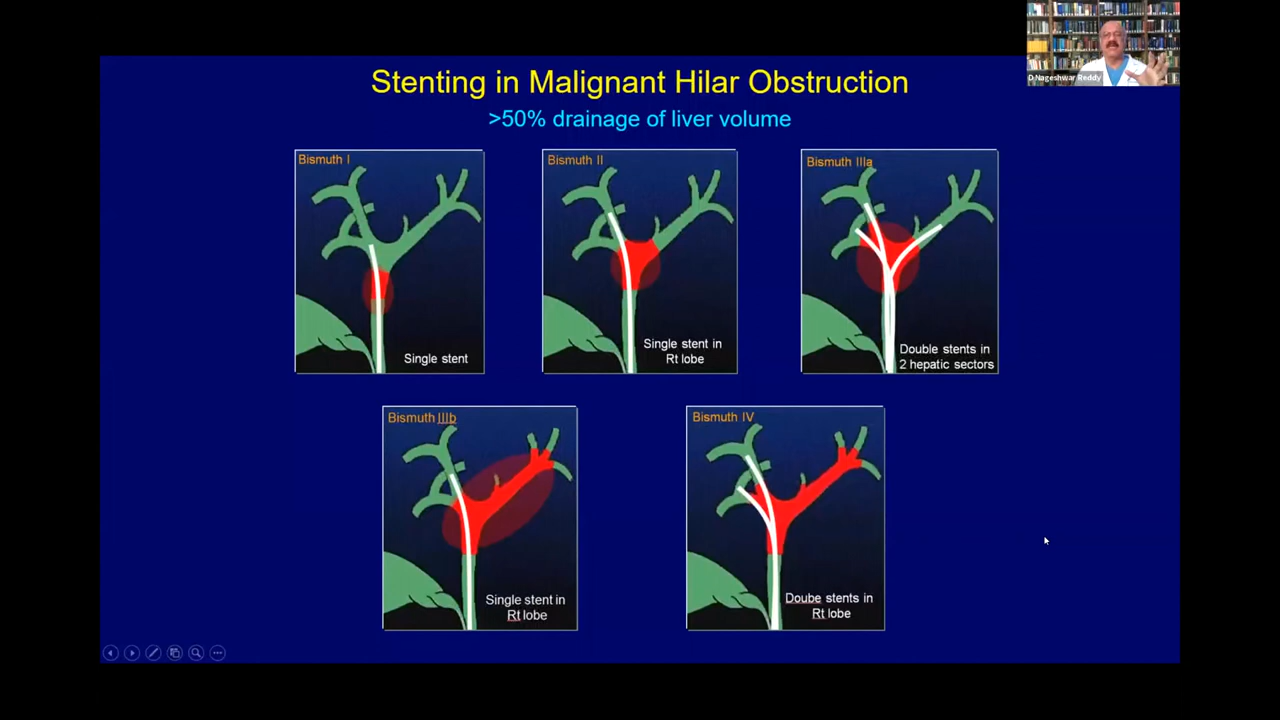 D Nageshwar Reddy
Stenting in Malignant Hilar Obstruction
>50% drainage of liver volume
Bismuth I
Single stent
Bismuth II
Single stent in
Rt lobe
Bismuth IIIa
Double stents in
2 hepatic sectors
Bismuth IIIb
Single stent in
Rt lobe
Bismuth IV
Doube stents in
Rt lobe